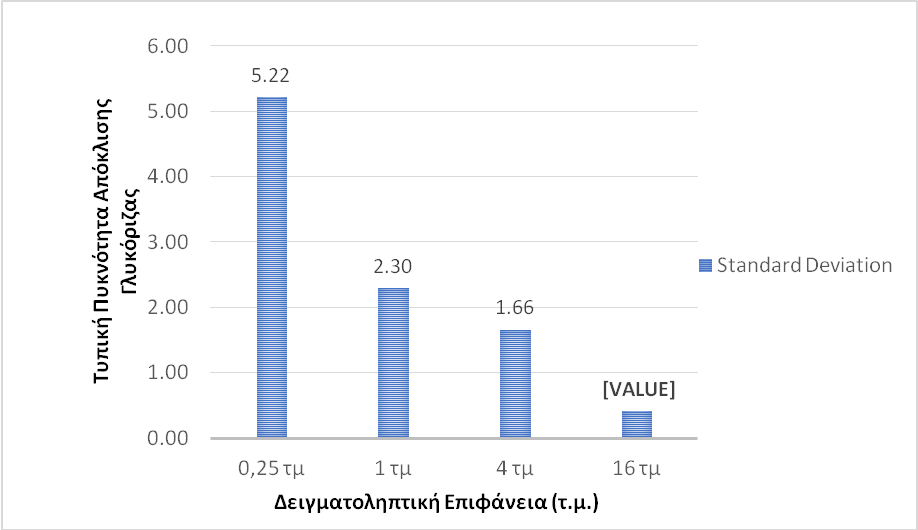 6.00
5.00
4.00
3.00
2.00
1.00
0.00
Τυπική Πυκνότητα Απόκλισης
Γλυκόριζας
5.22
2.30
1.66
[VALUE]
Standard Deviation
0,25 τμ
1 τμ
4 τμ
16 τμ
Δειγματοληπτική Επιφάνεια (τ.μ.)